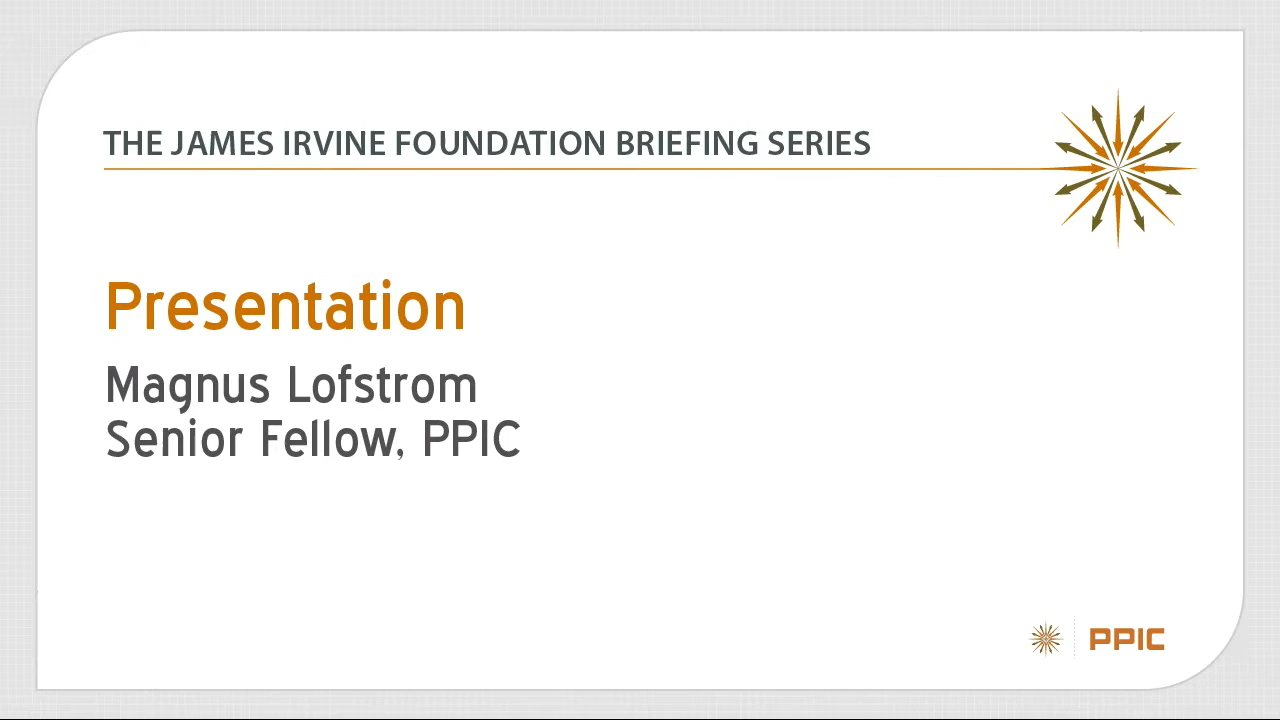 THE JAMES IRVINE FOUNDATION BRIEFING SERIES
Presentation
Magnus Lofstrom
Senior Fellow, PPIC
PPIC